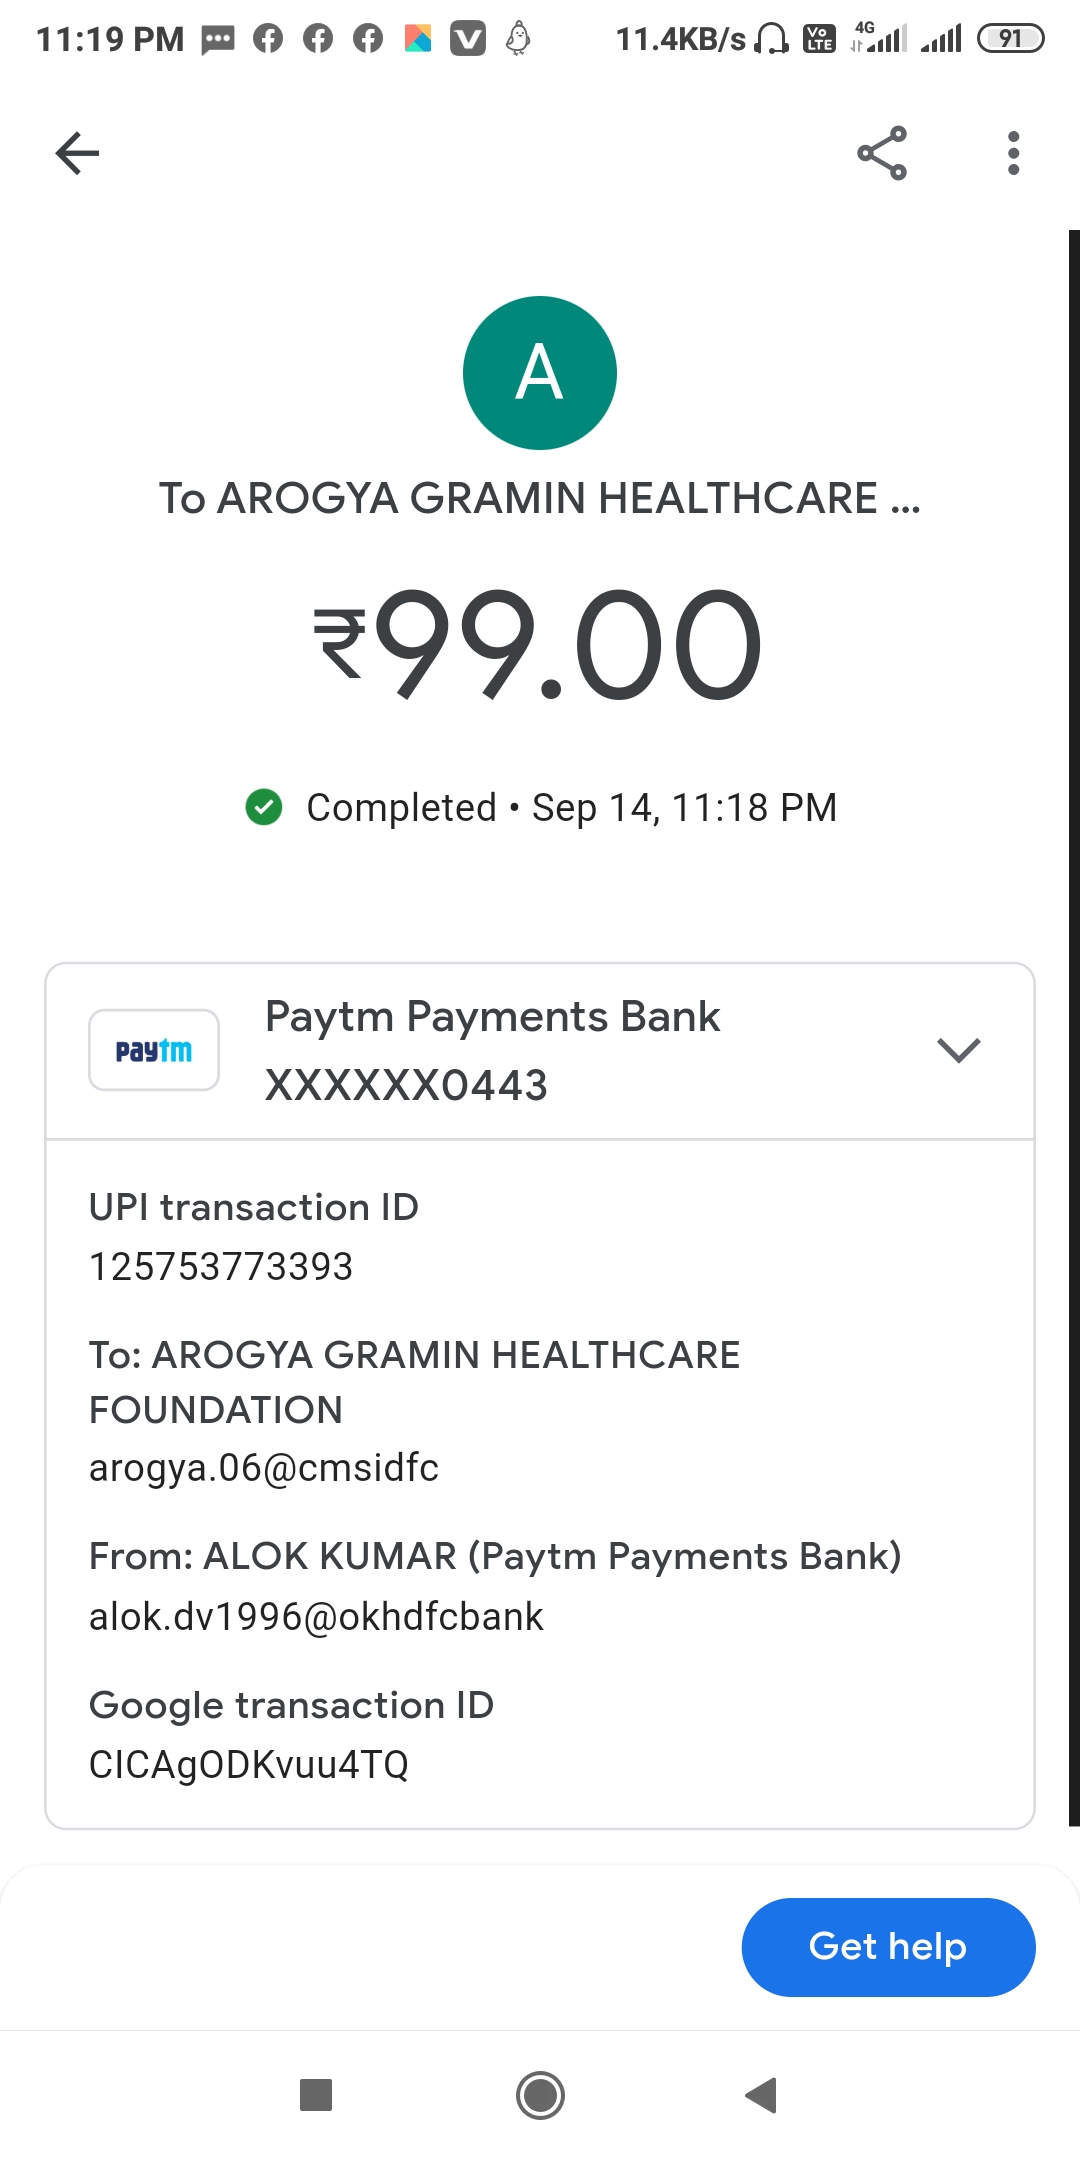 11:19 PM 11.4KB/s Vo LTE 4G 91
A
To AROGYA GRAMIN HEALTHCARE ...
₹99.00
Completed • Sep 14, 11:18 PM
paytm
Paytm Payments Bank
XXXXXX0443
UPI transaction ID
125753773393
To: AROGYA GRAMIN HEALTHCARE
FOUNDATION
arogya.06@cmsidfc
From: ALOK KUMAR (Paytm Payments Bank)
alok.dv1996@okhdfcbank
Google transaction ID
CICAgODKvuu4TQ
Get help